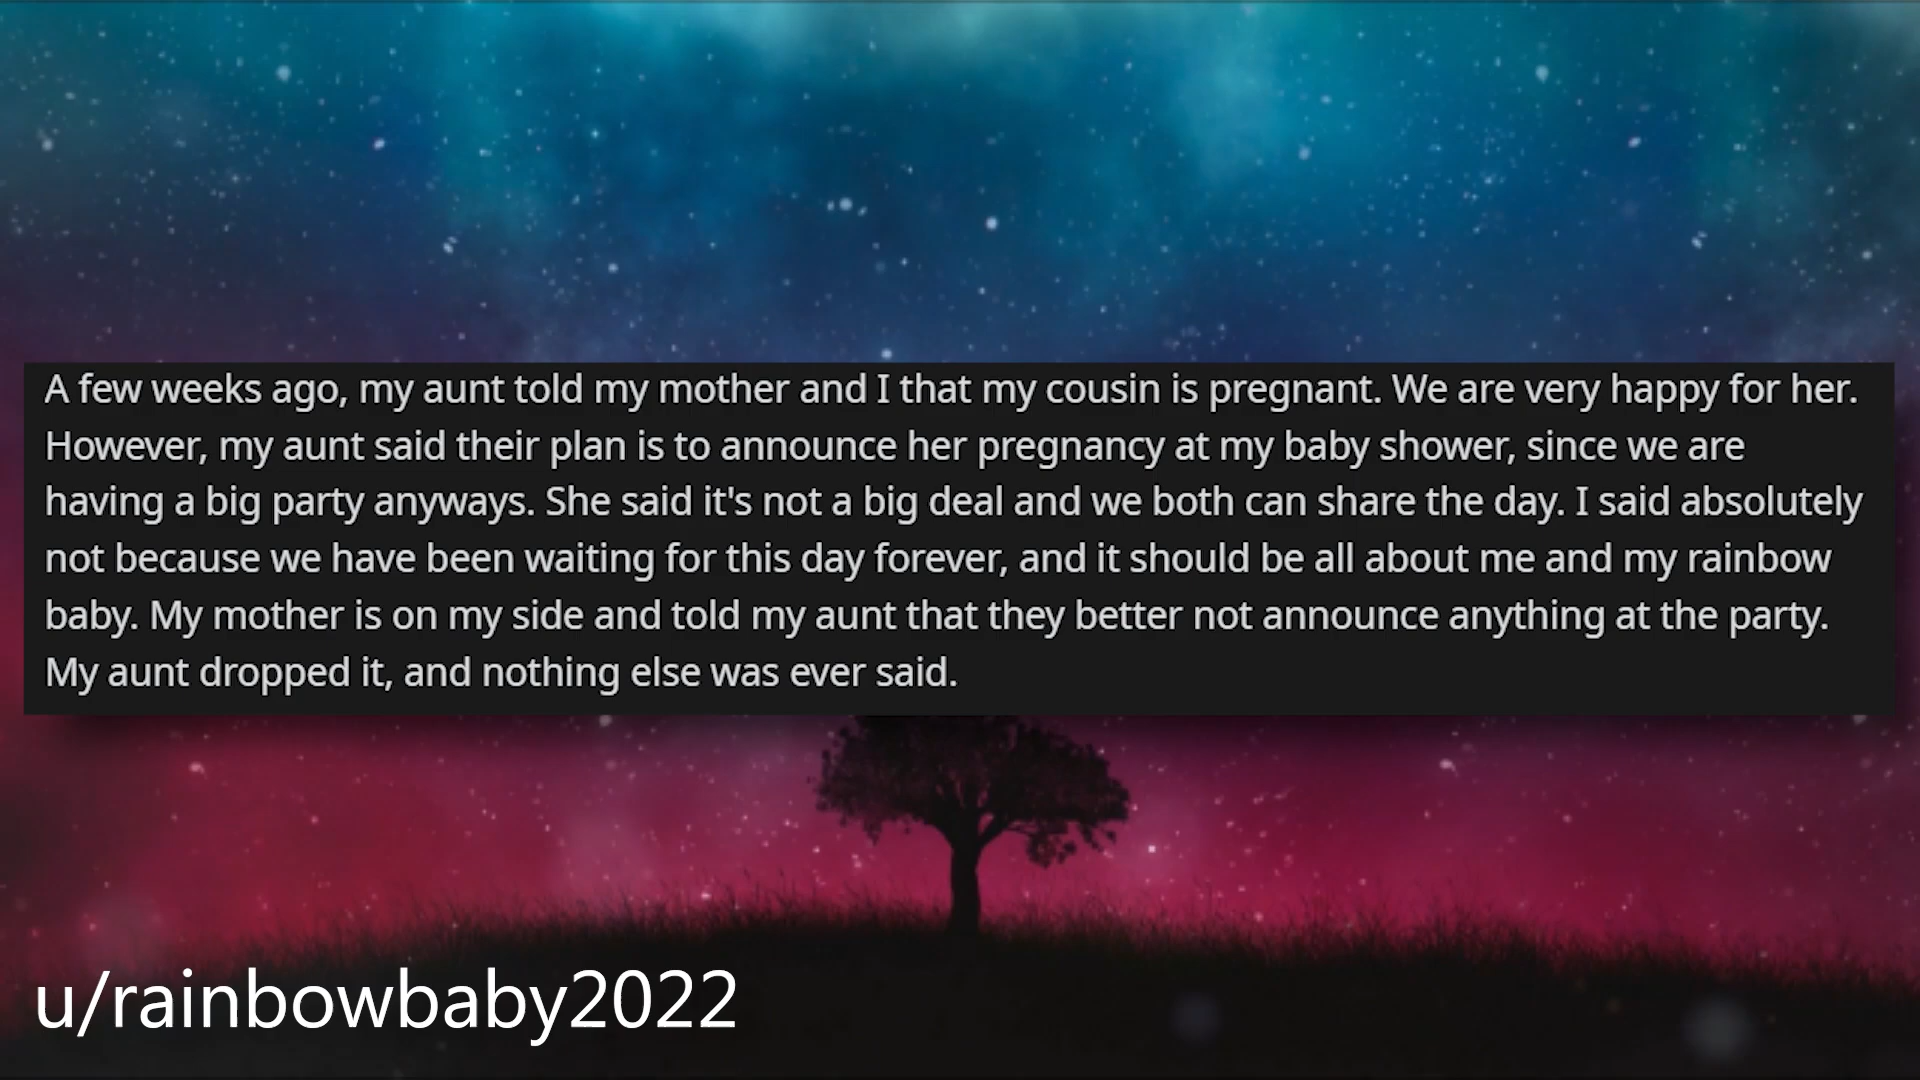 A few weeks ago, my aunt told my mother and I that my cousin is pregnant. We are very happy for her.
However, my aunt said their plan is to announce her pregnancy at my baby shower, since we are
having a big party anyways. She said it's not a big deal and we both can share the day. I said absolutely
not because we have been waiting for this day forever, and it should be all about me and my rainbow
baby. My mother is on my side and told my aunt that they better not announce anything at the party.
My aunt dropped it, and nothing else was ever said.
u/rainbowbaby2022